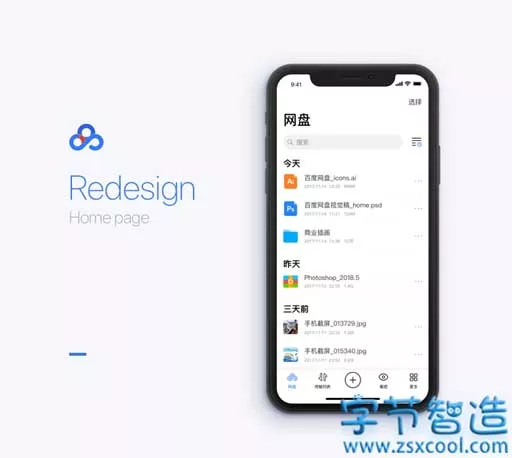 Redesign
Home page
9:41
选择
网盘
搜索
今天
百度网盘_icons.ai
百度网盘视觉稿_home.psd
商业插画
昨天
Photoshop_2018.5
三天前
手机截屏_013729.jpg
手机截屏_015340.jpg
网盘
传输列表
更多
字节智造
www.zsxcool.com